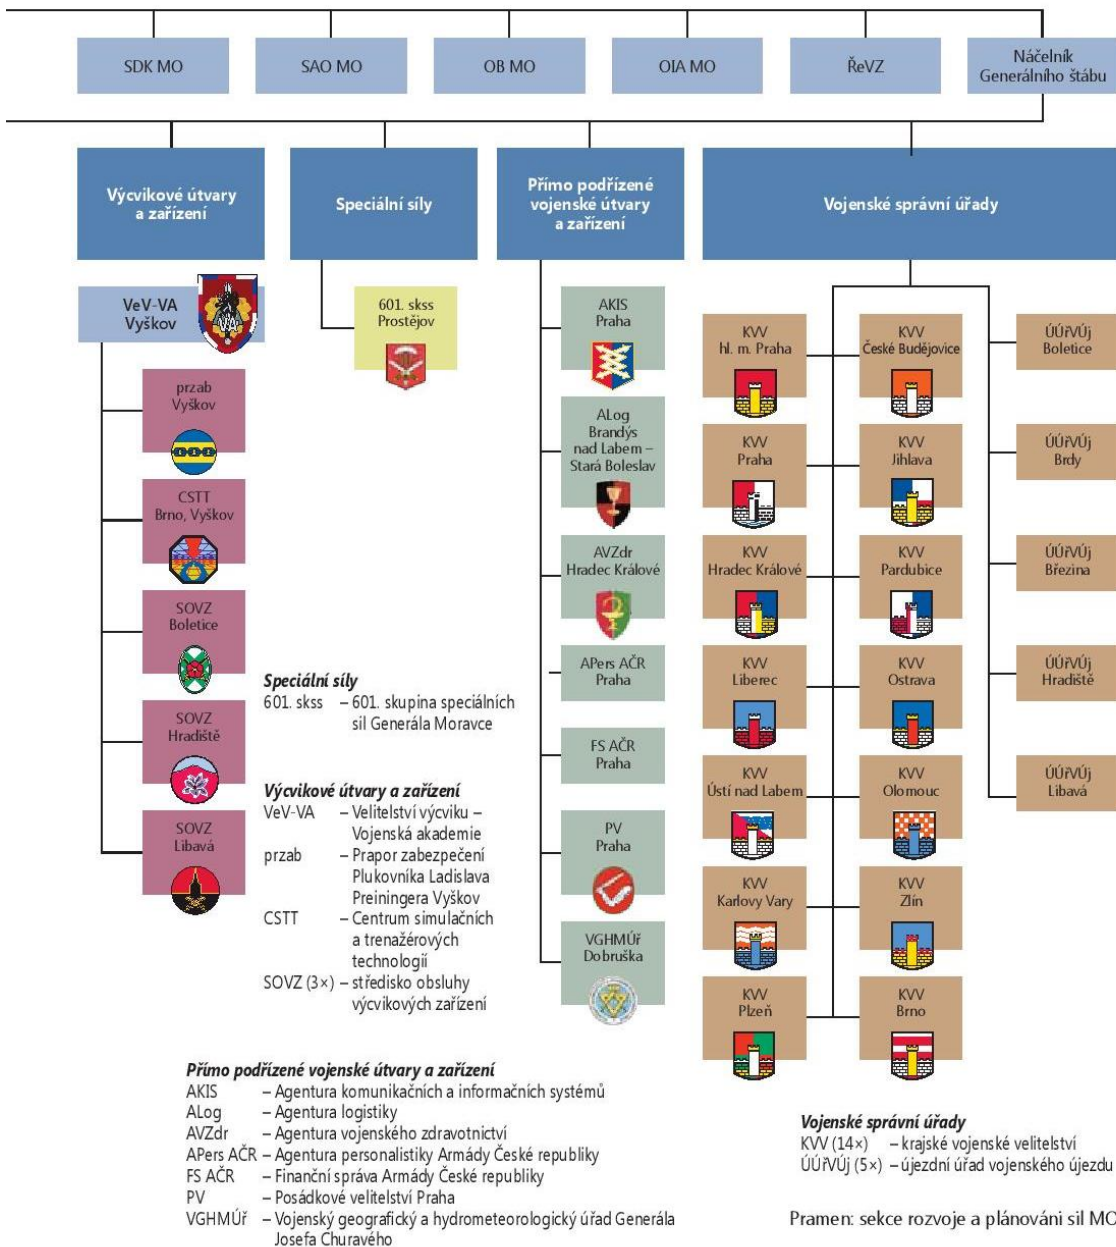 SDK MO
SAO MO
OB MO
OIA MO
ŘeVZ
Náčelník
Generálního štábu
Výcvikové útvary
a zařízení
Speciální síly
Přímo podřízené
vojenské útvary
a zařízení
Vojenské správní úřady
VeV-VA
Vyškov
przab
Vyškov
CSTT
Brno, Vyškov
SOVZ
Boletice
SOVZ
Hradiště
SOVZ
Libavá
601. skss
Prostějov
AKIS
Praha
ALog
Brandýs
nad Labem –
Stará Boleslav
AVZdr
Hradec Králové
APers AČR
Praha
FS AČR
Praha
PV
Praha
VGHMÚř
Dobruška
KVV
hl. m. Praha
KVV
Praha
KVV
Hradec Králové
KVV
Liberec
KVV
Ústí nad Labem
KVV
Karlovy Vary
KVV
Plzeň
KVV
České Budějovice
KVV
Jihlava
KVV
Pardubice
KVV
Ostrava
KVV
Olomouc
KVV
Zlín
KVV
Brno
ÚÚřVÚj
Boletice
ÚÚřVÚj
Brdy
ÚÚřVÚj
Březina
ÚÚřVÚj
Hradiště
ÚÚřVÚj
Libavá
Speciální síly
601. skss – 601. skupina speciálních
sil Generála Moravce
Výcvikové útvary a zařízení
VeV-VA – Velitelství výcviku –
Vojenská akademie
przab – Prapor zabezpečení
Plukovníka Ladislava
Preiningera Vyškov
CSTT – Centrum simulačních
a trenažérových
technologií
SOVZ (3×) – středisko obsluhy
výcvikových zařízení
Přímo podřízené vojenské útvary a zařízení
AKIS – Agentura komunikačních a informačních systémů
ALog – Agentura logistiky
AVZdr – Agentura vojenského zdravotnictví
APers AČR – Agentura personalistiky Armády České republiky
FS AČR – Finanční správa Armády České republiky
PV – Posádkové velitelství Praha
VGHMÚř – Vojenský geografický a hydrometeorologický úřad Generála
Josefa Churavého
Vojenské správní úřady
KVV (14×) – krajské vojenské velitelství
ÚÚřVÚj (5×) – újezdní úřad vojenského újezdu
Pramen: sekce rozvoje a plánováni sil MO